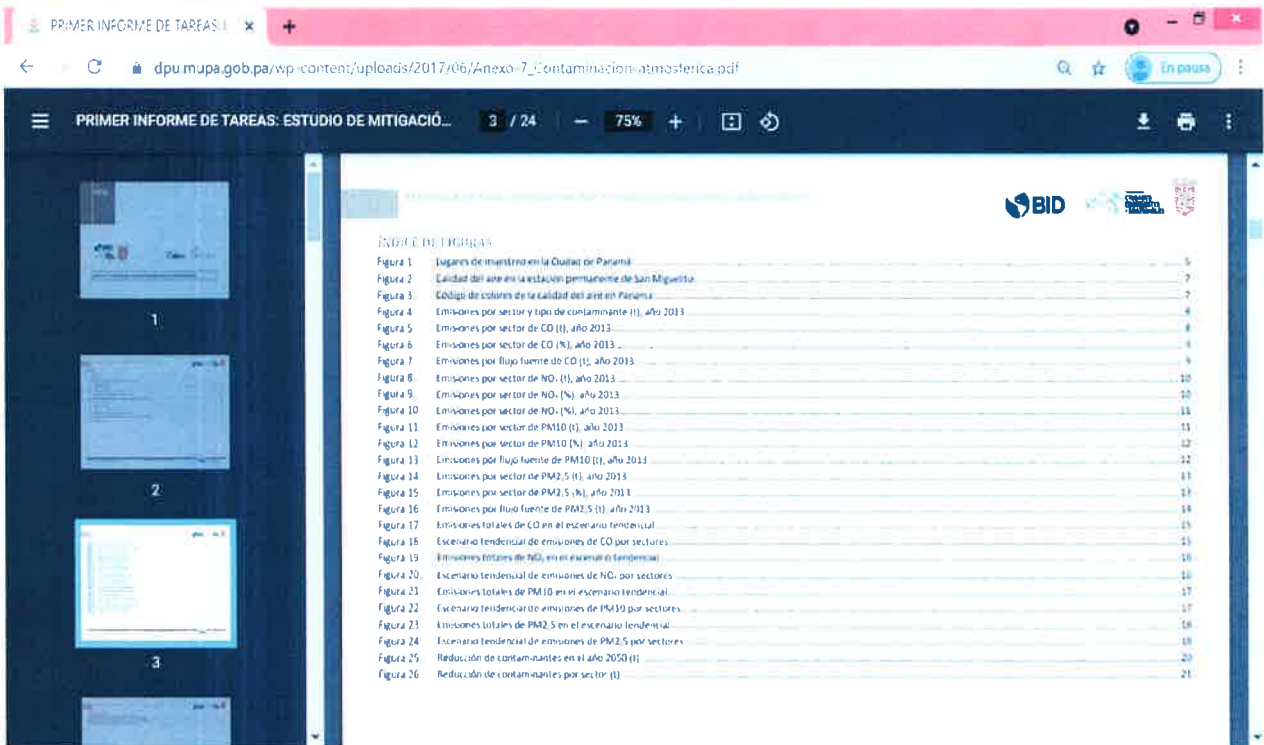 PRIMER INFORME DE TAREAS:
dpu.mupa.gob.pa/wp-content/uploads/2017/06/Anexo-7_Contaminacion-atmosferica.pdf
En pausa
PRIMER INFORME DE TAREAS: ESTUDIO DE MITIGACIÓ... 3 / 24 75%
BID
ÍNDICE DE FIGURAS
Figura 1 Lugares de muestreo en la Ciudad de Panamá 5
Figura 2 Calidad del aire en la estación permanente de San Miguelito 7
Figura 3 Código de colores de la calidad del aire en Panamá 7
Figura 4 Emisiones por sector y tipo de contaminante (t), año 2013 8
Figura 5 Emisiones por sector de CO (t), año 2013 8
Figura 6 Emisiones por sector de CO (%), año 2013 9
Figura 7 Emisiones por flujo fuente de CO (t), año 2013 9
Figura 8 Emisiones por sector de NOx (t), año 2013 10
Figura 9 Emisiones por sector de NOx (%), año 2013 10
Figura 10 Emisiones por sector de NOx (%), año 2013 11
Figura 11 Emisiones por sector de PM10 (t), año 2013 11
Figura 12 Emisiones por sector de PM10 (%), año 2013 12
Figura 13 Emisiones por flujo fuente de PM10 (t), año 2013 12
Figura 14 Emisiones por sector de PM2,5 (t), año 2013 13
Figura 15 Emisiones por sector de PM2,5 (%), año 2013 13
Figura 16 Emisiones por flujo fuente de PM2,5 (t), año 2013 14
Figura 17 Emisiones totales de CO en el escenario tendencial 15
Figura 18 Escenario tendencial de emisiones de CO por sectores 15
Figura 19 Emisiones totales de NOx en el escenario tendencial 16
Figura 20 Escenario tendencial de emisiones de NOx por sectores 16
Figura 21 Emisiones totales de PM10 en el escenario tendencial 17
Figura 22 Escenario tendencial de emisiones de PM10 por sectores 17
Figura 23 Emisiones totales de PM2,5 en el escenario tendencial 18
Figura 24 Escenario tendencial de emisiones de PM2,5 por sectores 18
Figura 25 Reducción de contaminantes en el año 2050 (t) 20
Figura 26 Reducción de contaminantes por sector (t) 21
1
2
3